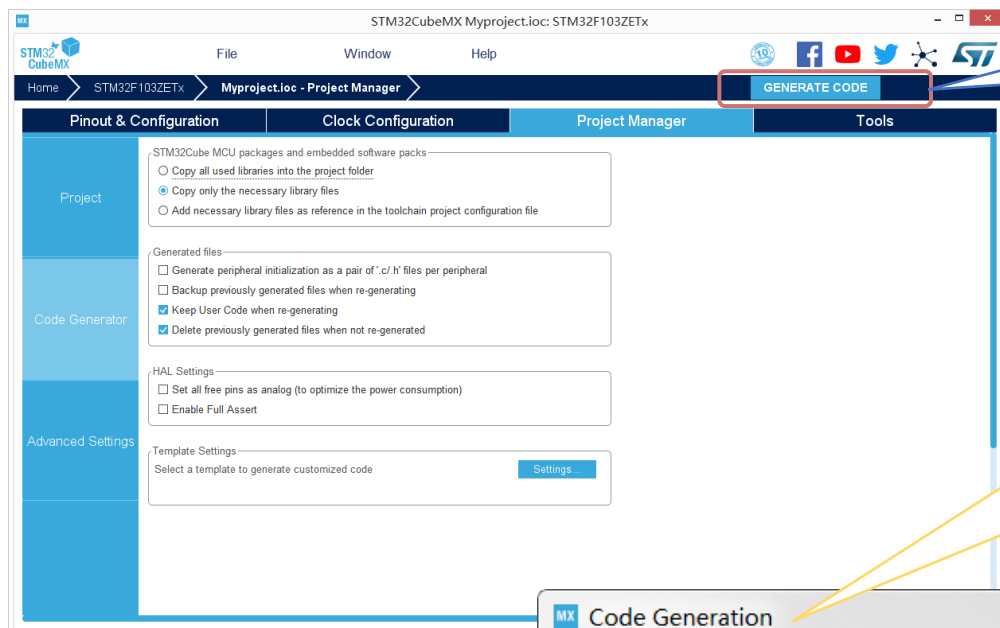 MX STM32CubeMX Myproject.ioc: STM32F103ZETx
STM32
CubeMX
File Window Help
10
ST
Home STM32F103ZETx Myproject.ioc - Project Manager GENERATE CODE
Pinout & Configuration Clock Configuration Project Manager Tools
STM32Cube MCU packages and embedded software packs
Copy all used libraries into the project folder
Copy only the necessary library files
Add necessary library files as reference in the toolchain project configuration file
Project
Generated files
Generate peripheral initialization as a pair of '.c/.h' files per peripheral
Backup previously generated files when re-generating
Keep User Code when re-generating
Delete previously generated files when not re-generated
Code Generator
HAL Settings
Set all free pins as analog (to optimize the power consumption)
Enable Full Assert
Advanced Settings
Template Settings
Select a template to generate customized code Settings...
MX Code Generation